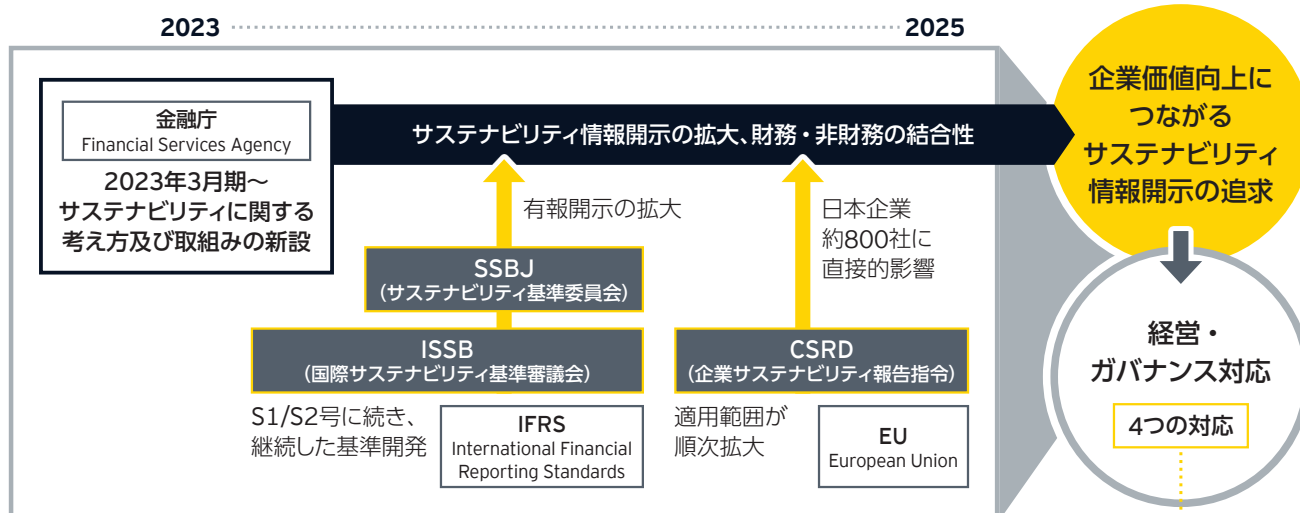 2023
2025
金融庁
Financial Services Agency
2023年3月期~
サステナビリティに関する
考え方及び取組みの新設
サステナビリティ情報開示の拡大、財務・非財務の結合性
有報開示の拡大
日本企業
約800社に
直接的影響
SSBJ
(サステナビリティ基準委員会)
ISSB
(国際サステナビリティ基準審議会)
S1/S2号に続き、
継続した基準開発
IFRS
International Financial
Reporting Standards
CSRD
(企業サステナビリティ報告指令)
適用範囲が
順次拡大
EU
European Union
企業価値向上に
つながる
サステナビリティ
情報開示の追求
経営・
ガバナンス対応
4つの対応